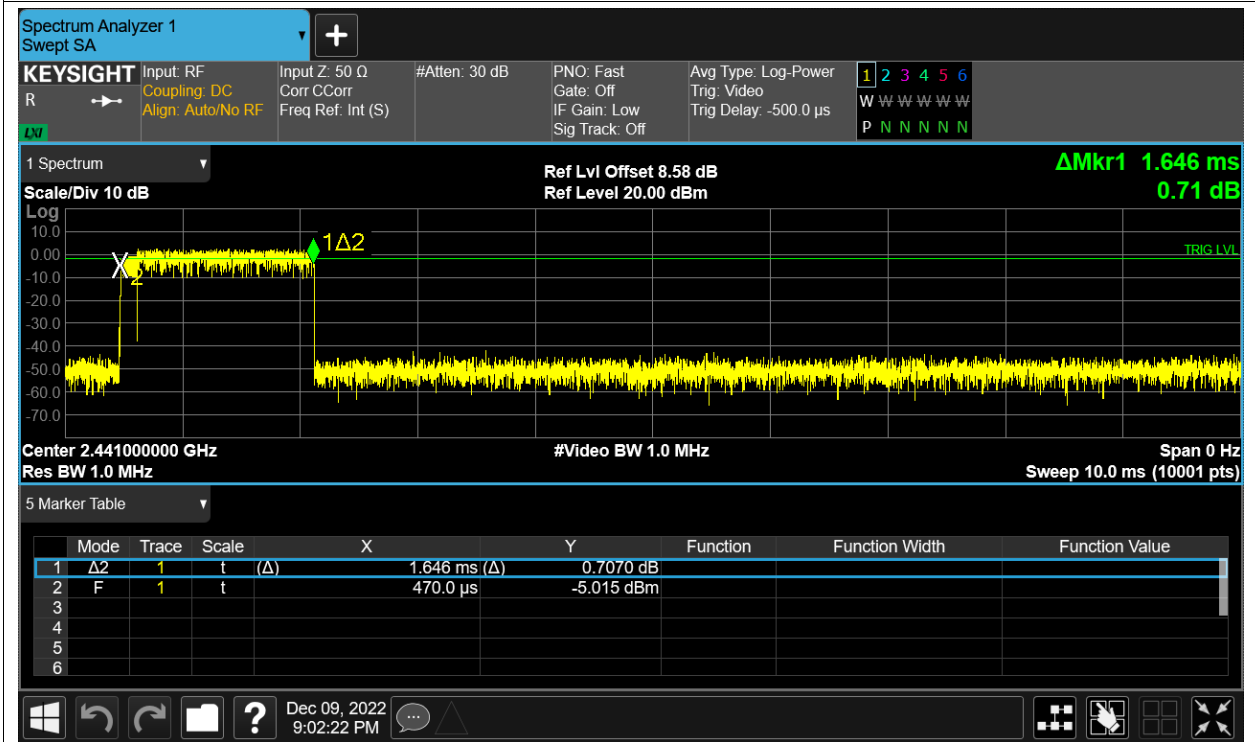 Spectrum Analyzer 1
Swept SA
+
KEYSIGHT
R
LXI
Input: RF
Coupling: DC
Align: Auto/No RF
Input Z: 50 Ω
Corr CCorr
Freq Ref: Int (S)
#Atten: 30 dB
PNO: Fast
Gate: Off
IF Gain: Low
Sig Track: Off
Avg Type: Log-Power
Trig: Video
Trig Delay: -500.0 µs
1 2 3 4 5 6
W W W W W W
P N N N N N
1 Spectrum
Scale/Div 10 dB
Ref Lvl Offset 8.58 dB
Ref Level 20.00 dBm
ΔMkr1 1.646 ms
0.71 dB
Log
10.0
0.00
-10.0
-20.0
-30.0
-40.0
-50.0
-60.0
-70.0
1Δ2
2
TRIG LVL
Center 2.441000000 GHz
Res BW 1.0 MHz
#Video BW 1.0 MHz
Span 0 Hz
Sweep 10.0 ms (10001 pts)
5 Marker Table
Mode Trace Scale X Y Function Function Width Function Value
1 Δ2 1 t (Δ) 1.646 ms (Δ) 0.7070 dB
2 F 1 t 470.0 µs -5.015 dBm
3
4
5
6
?
Dec 09, 2022
9:02:22 PM